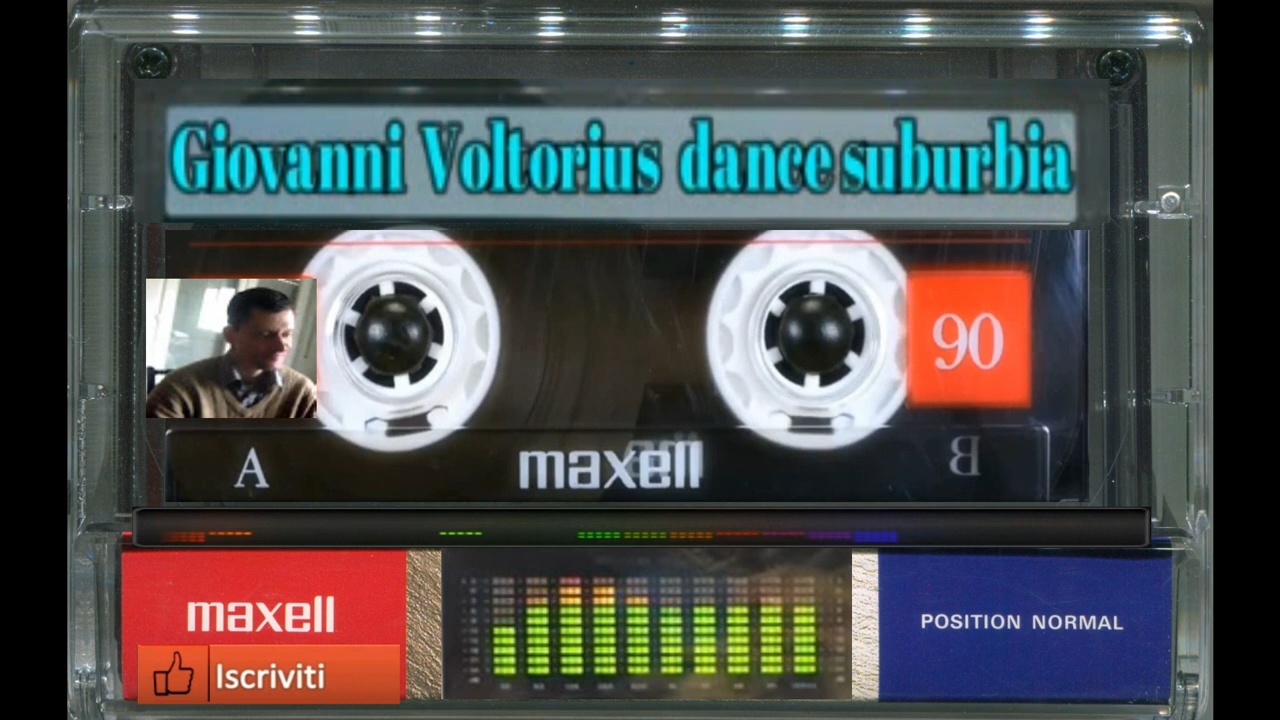 Giovanni Voltorius dance suburbia
90
A
maxell
B
maxell
POSITION NORMAL
Iscriviti